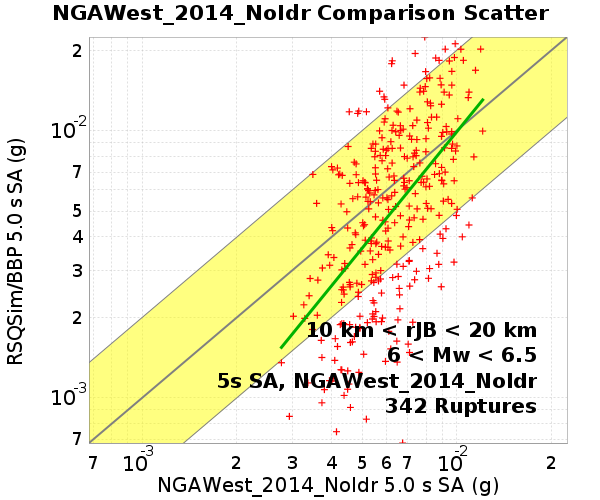 NGAWest_2014_NoIdr Comparison Scatter
RSQSim/BBP 5.0 s SA (g)
2
10-2
7
5
4
3
2
10-3
7
10 km < rJB < 20 km
6 < Mw < 6.5
5s SA, NGAWest_2014_NoIdr
342 Ruptures
7 10-3 2 3 4 5 6 7 10-2 2
NGAWest_2014_NoIdr 5.0 s SA (g)